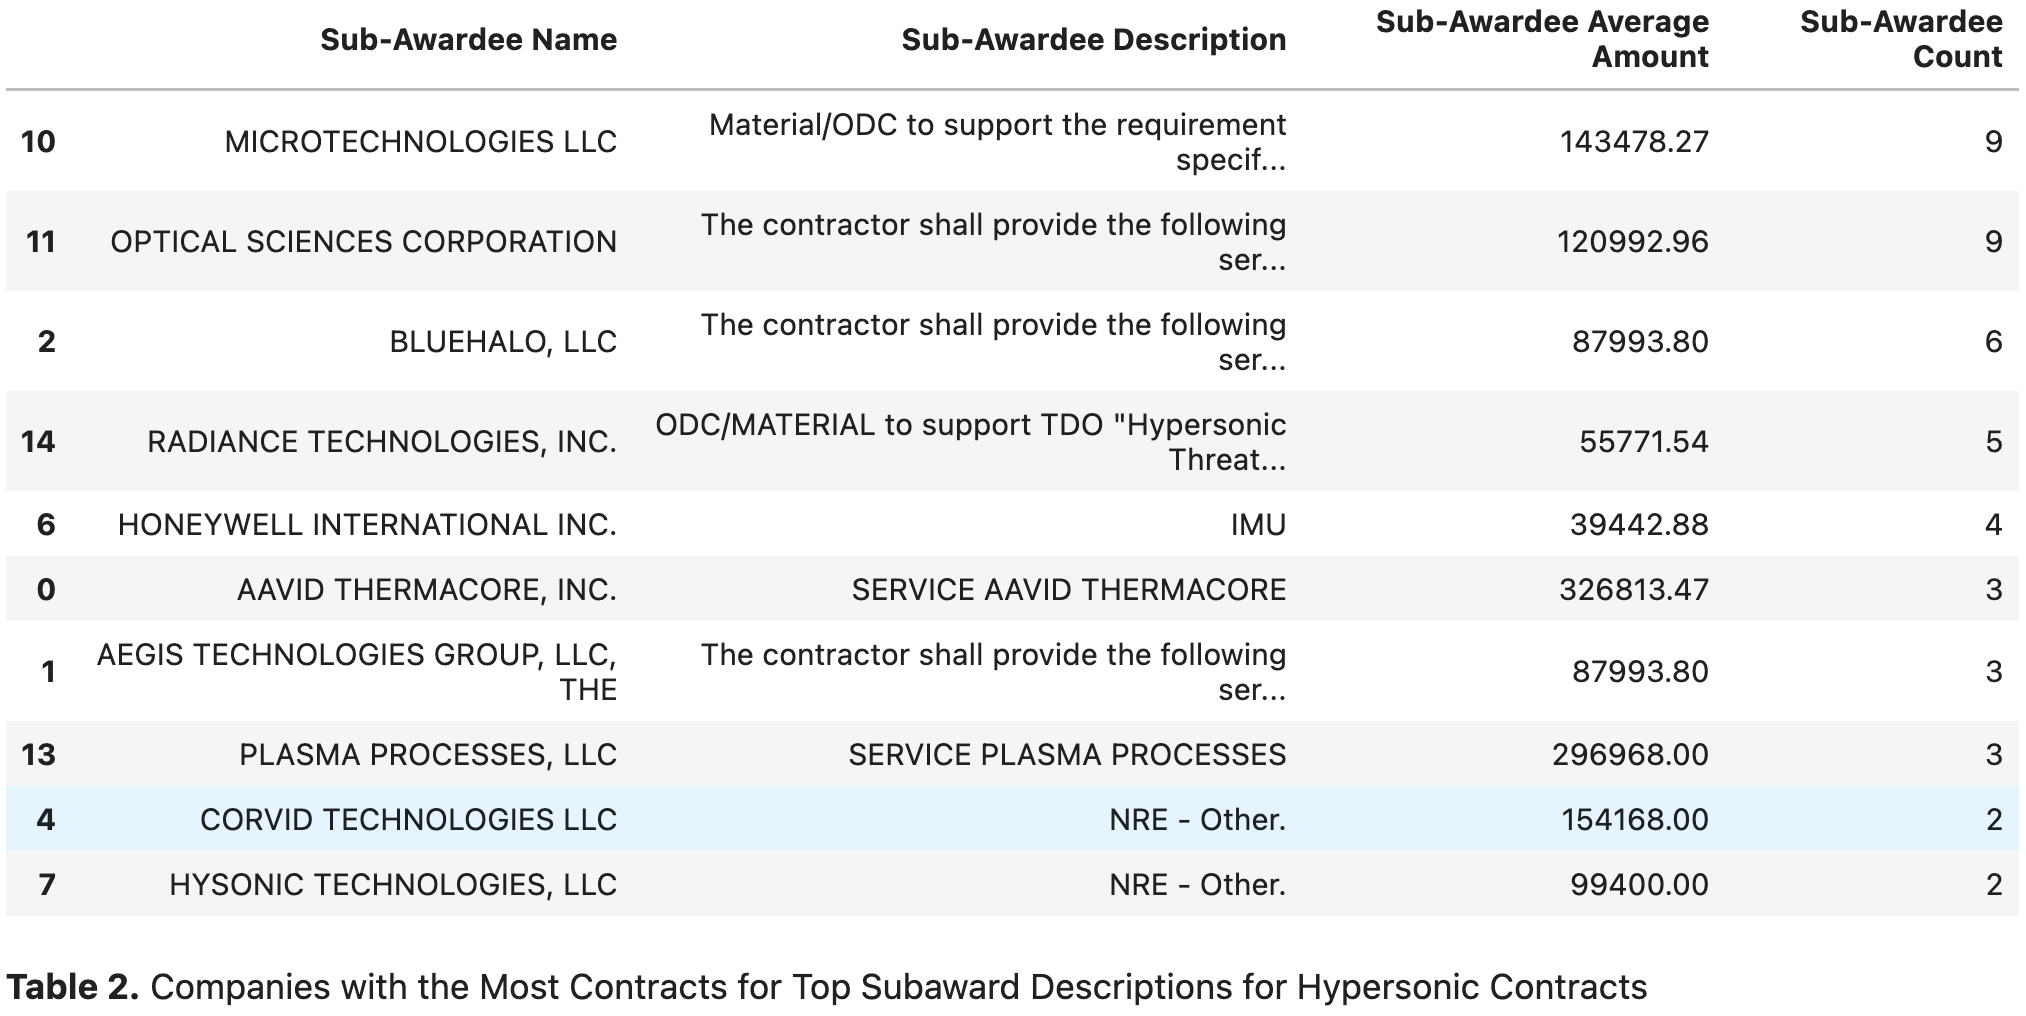 Sub-Awardee Name Sub-Awardee Description Sub-Awardee Average Amount Sub-Awardee Count
10 MICROTECHNOLOGIES LLC Material/ODC to support the requirement specif... 143478.27 9
11 OPTICAL SCIENCES CORPORATION The contractor shall provide the following ser... 120992.96 9
2 BLUEHALO, LLC The contractor shall provide the following ser... 87993.80 6
14 RADIANCE TECHNOLOGIES, INC. ODC/MATERIAL to support TDO "Hypersonic Threat... 55771.54 5
6 HONEYWELL INTERNATIONAL INC. IMU 39442.88 4
0 AAVID THERMACORE, INC. SERVICE AAVID THERMACORE 326813.47 3
1 AEGIS TECHNOLOGIES GROUP, LLC, THE The contractor shall provide the following ser... 87993.80 3
13 PLASMA PROCESSES, LLC SERVICE PLASMA PROCESSES 296968.00 3
4 CORVID TECHNOLOGIES LLC NRE - Other. 154168.00 2
7 HYSONIC TECHNOLOGIES, LLC NRE - Other. 99400.00 2
Table 2. Companies with the Most Contracts for Top Subaward Descriptions for Hypersonic Contracts